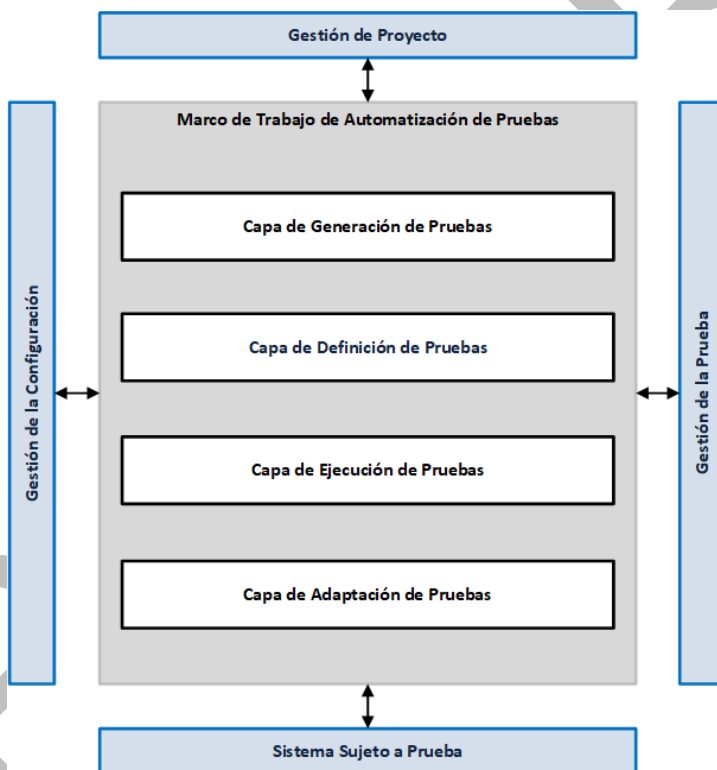 Gestión de Proyecto
Marco de Trabajo de Automatización de Pruebas
Capa de Generación de Pruebas
Capa de Definición de Pruebas
Capa de Ejecución de Pruebas
Capa de Adaptación de Pruebas
Gestión de la Configuración
Gestión de la Prueba
Sistema Sujeto a Prueba